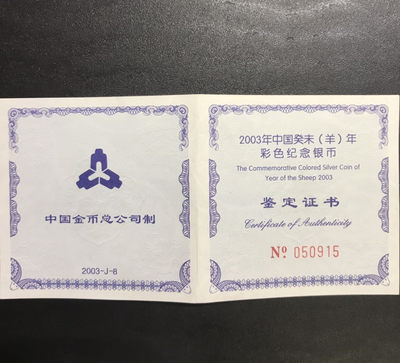 中国金币总公司制
2003-J-8
2003年中国癸未（羊）年
彩色纪念银币
The Commemorative Colored Silver Coin of
Year of the Sheep 2003
鉴定证书
Certificate of Authenticity
№ 050915